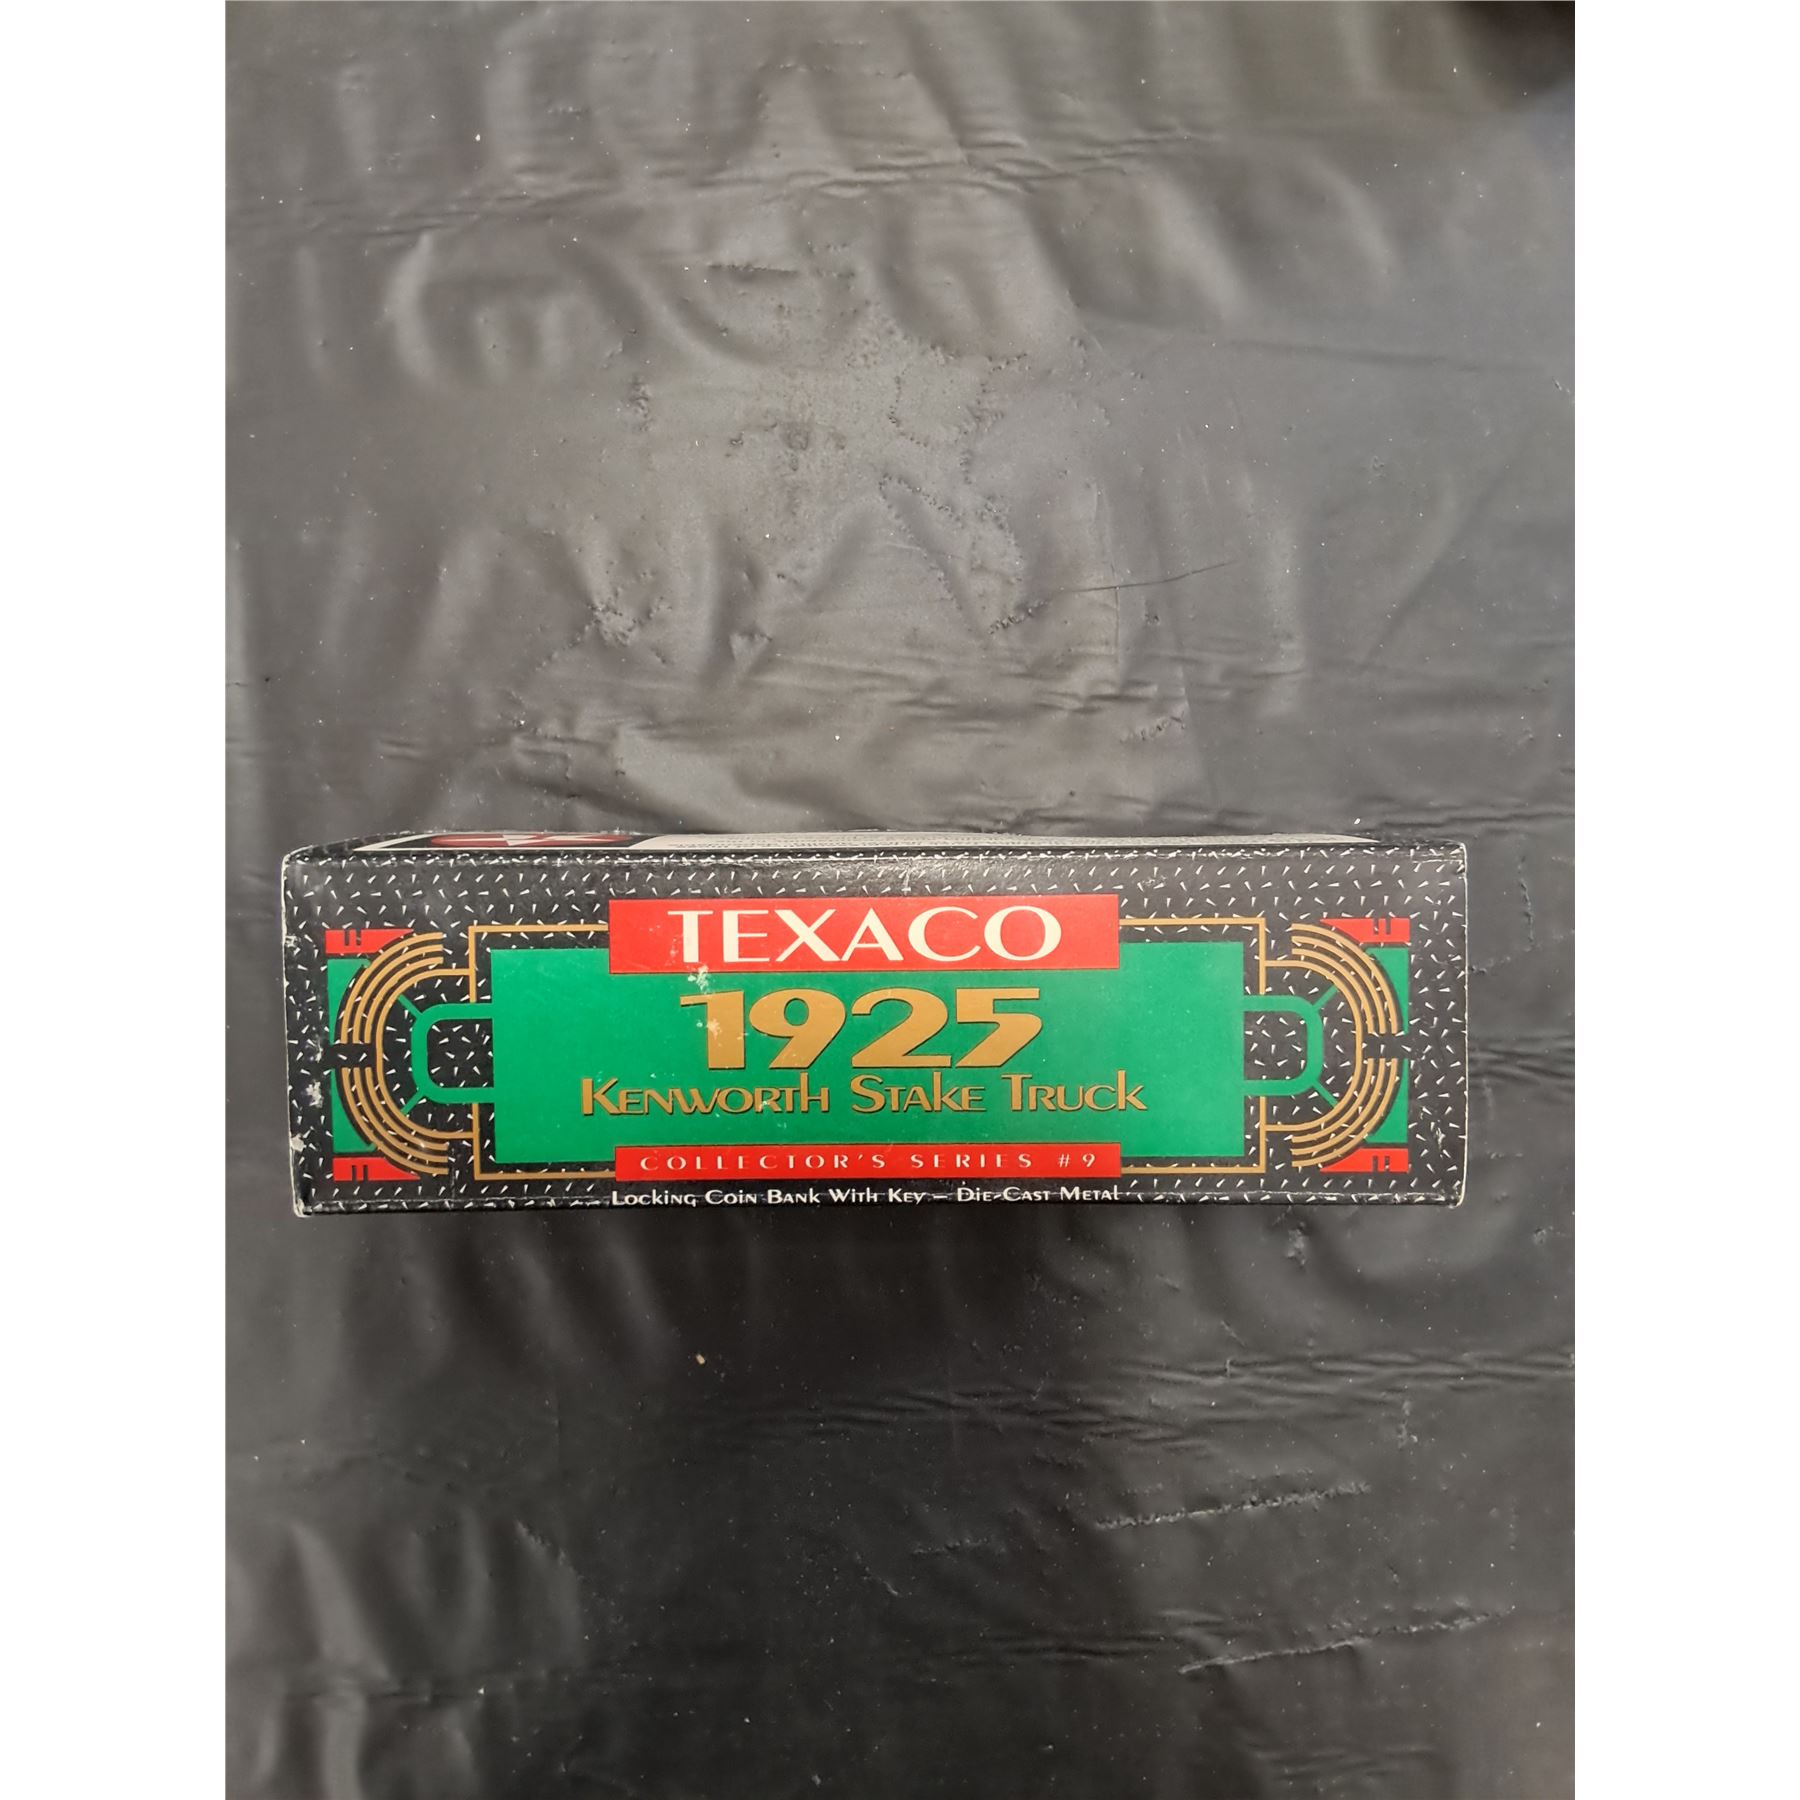 TEXACO
1925
KENWORTH STAKE TRUCK
COLLECTOR'S SERIES #9
LOCKING COIN BANK WITH KEY – DIE-CAST METAL